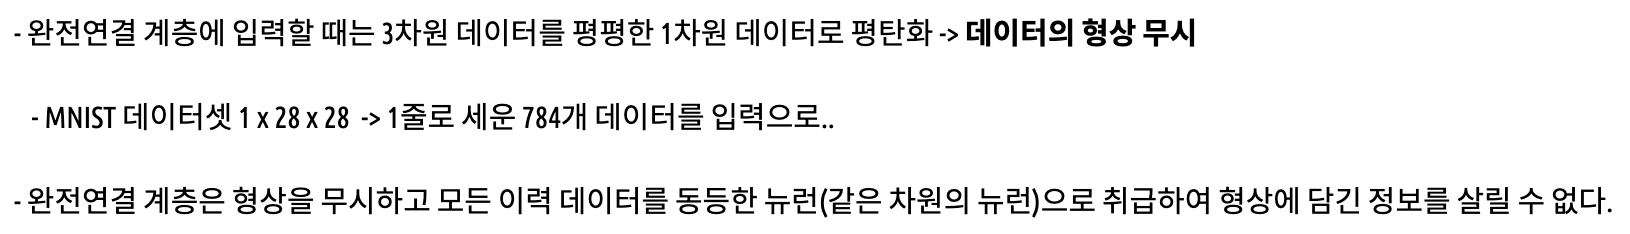 - 완전연결 계층에 입력할 때는 3차원 데이터를 평평한 1차원 데이터로 평탄화 -> 데이터의 형상 무시
- MNIST 데이터셋 1 x 28 x 28 -> 1줄로 세운 784개 데이터를 입력으로..
- 완전연결 계층은 형상을 무시하고 모든 이력 데이터를 동등한 뉴런(같은 차원의 뉴런)으로 취급하여 형상에 담긴 정보를 살릴 수 없다.